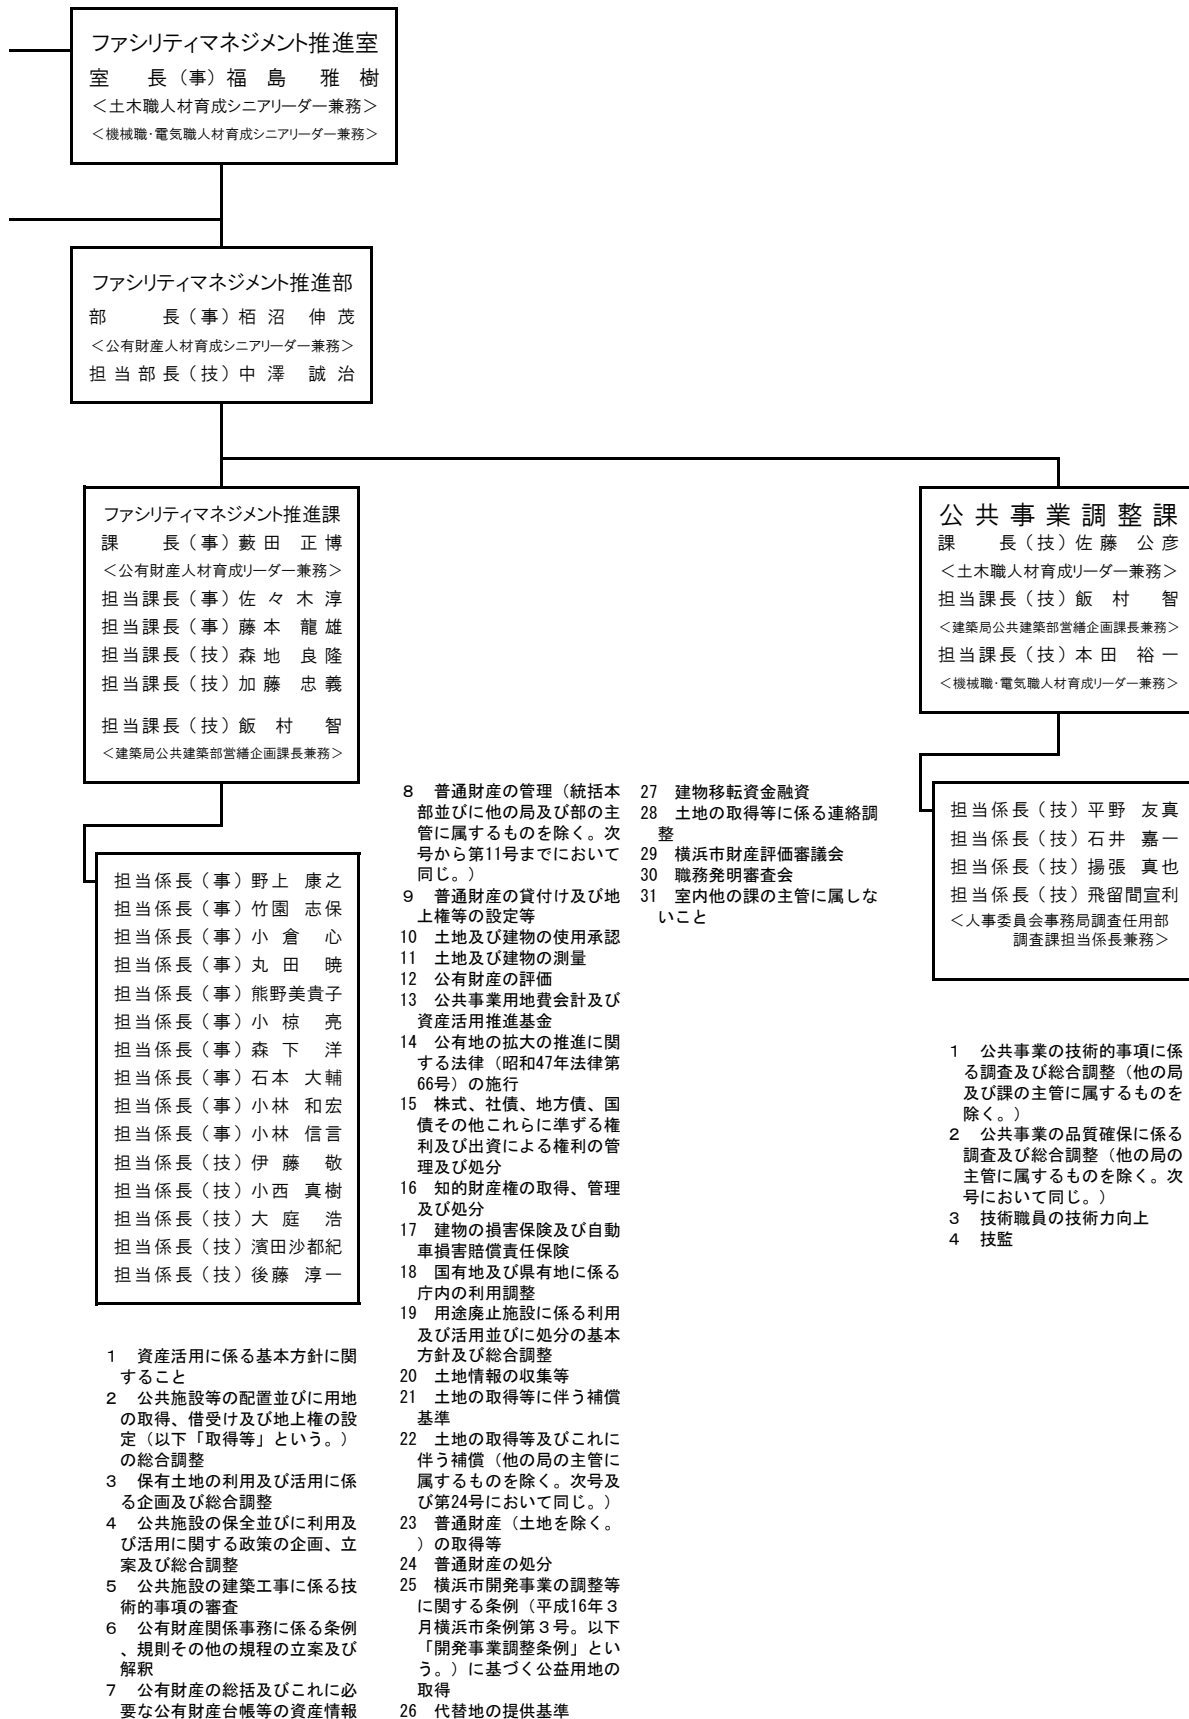 ファシリティマネジメント推進室
室　長（事）福　島　雅　樹
＜土木職人材育成シニアリーダー兼務＞
＜機械職・電気職人材育成シニアリーダー兼務＞
ファシリティマネジメント推進部
部　長（事）栢沼　伸茂
＜公有財産人材育成シニアリーダー兼務＞
担当部長（技）中澤　誠治
ファシリティマネジメント推進課
課　長（事）藪田　正博
＜公有財産人材育成リーダー兼務＞
担当課長（事）佐々木淳
担当課長（事）藤本　龍雄
担当課長（技）森地　良隆
担当課長（技）加藤　忠義
担当課長（技）飯村　智
＜建築局公共建築部営繕企画課長兼務＞
担当係長（事）野上　康之
担当係長（事）竹園　志保
担当係長（事）小倉　心
担当係長（事）丸田　暁
担当係長（事）熊野美貴子
担当係長（事）小椋　亮
担当係長（事）森下　洋
担当係長（事）石本　大輔
担当係長（事）小林　和宏
担当係長（事）小林　信言
担当係長（技）伊藤　敬
担当係長（技）小西　真樹
担当係長（技）大庭　浩
担当係長（技）濱田沙都紀
担当係長（技）後藤　淳一
１　資産活用に係る基本方針に関
すること
２　公共施設等の配置並びに用地
の取得、借受け及び地上権の設
定（以下「取得等」という。）
の総合調整
３　保有土地の利用及び活用に係
る企画及び総合調整
４　公共施設の保全並びに利用及
び活用に関する政策の企画、立
案及び総合調整
５　公共施設の建築工事に係る技
術的事項の審査
６　公有財産関係事務に係る条例
、規則その他の規程の立案及び
解釈
７　公有財産の総括及びこれに必
要な公有財産台帳等の資産情報
８　普通財産の管理（統括本
部並びに他の局及び部の主
管に属するものを除く。次
号から第11号までにおいて
同じ。）
９　普通財産の貸付け及び地
上権等の設定等
10　土地及び建物の使用承認
11　土地及び建物の測量
12　公有財産の評価
13　公共事業用地費会計及び
資産活用推進基金
14　公有地の拡大の推進に関
する法律（昭和47年法律第
66号）の施行
15　株式、社債、地方債、国
債その他これらに準ずる権
利及び出資による権利の管
理及び処分
16　知的財産権の取得、管理
及び処分
17　建物の損害保険及び自動
車損害賠償責任保険
18　国有地及び県有地に係る
庁内の利用調整
19　用途廃止施設に係る利用
及び活用並びに処分の基本
方針及び総合調整
20　土地情報の収集等
21　土地の取得等に伴う補償
基準
22　土地の取得等及びこれに
伴う補償（他の局の主管に
属するものを除く。次号及
び第24号において同じ。）
23　普通財産（土地を除く。
）の取得等
24　普通財産の処分
25　横浜市開発事業の調整等
に関する条例（平成16年３
月横浜市条例第３号。以下
「開発事業調整条例」とい
う。）に基づく公益用地の
取得
26　代替地の提供基準
27　建物移転資金融資
28　土地の取得等に係る連絡調
整
29　横浜市財産評価審議会
30　職務発明審査会
31　室内他の課の主管に属しな
いこと
公共事業調整課
課　長（技）佐藤　公彦
＜土木職人材育成リーダー兼務＞
担当課長（技）飯村　智
＜建築局公共建築部営繕企画課長兼務＞
担当課長（技）本田　裕一
＜機械職・電気職人材育成リーダー兼務＞
担当係長（技）平野　友真
担当係長（技）石井　嘉一
担当係長（技）揚張　真也
担当係長（技）飛留間宣利
＜人事委員会事務局調査任用部
調査課担当係長兼務＞
１　公共事業の技術的事項に係
る調査及び総合調整（他の局
及び課の主管に属するものを
除く。）
２　公共事業の品質確保に係る
調査及び総合調整（他の局の
主管に属するものを除く。次
号において同じ。）
３　技術職員の技術力向上
４　技監